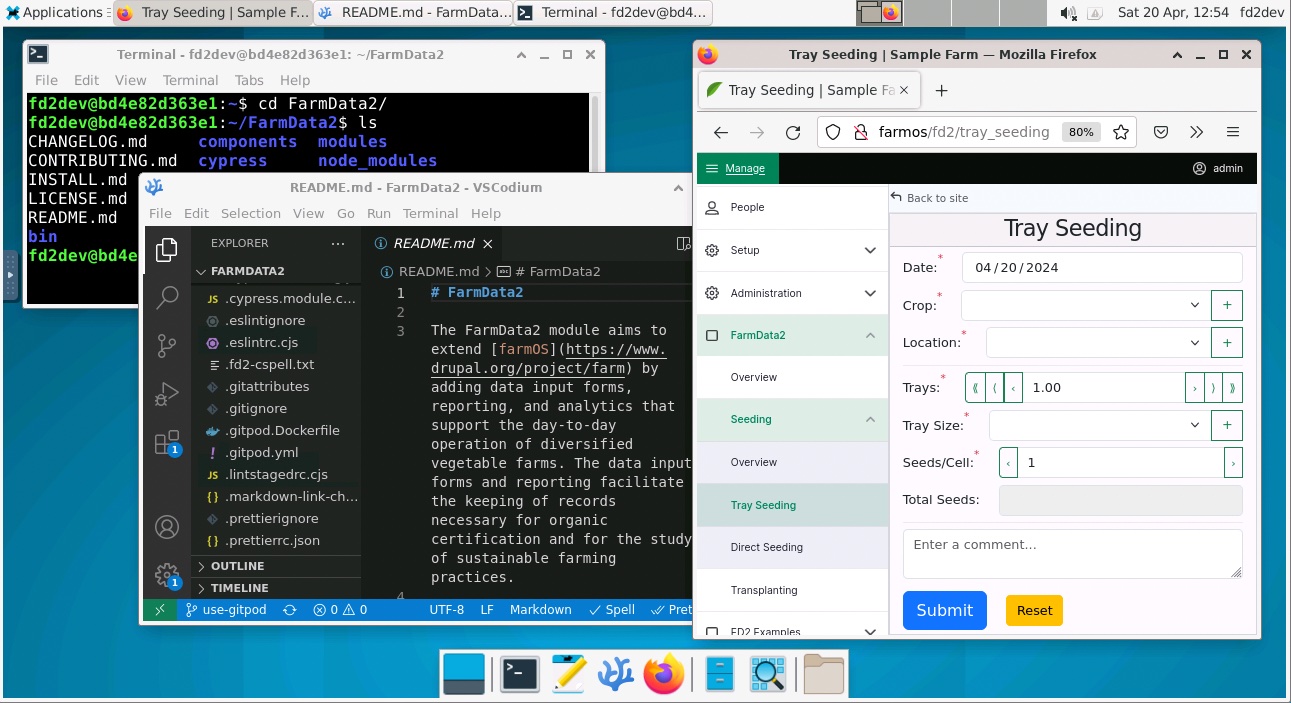 Applications
Tray Seeding | Sample F...
README.md - FarmData...
Terminal - fd2dev@bd4...
Sat 20 Apr, 12:54
fd2dev
Terminal - fd2dev@bd4e82d363e1: ~/FarmData2
File Edit View Terminal Tabs Help
fd2dev@bd4e82d363e1:~$ cd FarmData2/
fd2dev@bd4e82d363e1:~/FarmData2$ ls
CHANGELOG.md components modules
CONTRIBUTING.md cypress node_modules
INSTALL.md
LICENSE.md
README.md
bin
fd2dev@bd4e
README.md - FarmData2 - VSCodium
File Edit Selection View Go Run Terminal Help
EXPLORER ...
FARMDATA2
JS .cypress.module.c...
.eslintignore
.eslintrc.cjs
.fd2-cspell.txt
.gitattributes
.gitignore
.gitpod.Dockerfile
! .gitpod.yml
JS .lintstagedrc.cjs
{} .markdown-link-ch...
.prettierignore
{} .prettierrc.json
OUTLINE
TIMELINE
1
1
README.md
README.md > # FarmData2
1 # FarmData2
2
3 The FarmData2 module aims to
extend [farmOS](https://www.
drupal.org/project/farm) by
adding data input forms,
reporting, and analytics that
support the day-to-day
operation of diversified
vegetable farms. The data input
forms and reporting facilitate
the keeping of records
necessary for organic
certification and for the study
of sustainable farming
practices.
4
use-gitpod 0 0 UTF-8 LF Markdown Spell Pret
Tray Seeding | Sample Farm — Mozilla Firefox
Tray Seeding | Sample Fa
farmos/fd2/tray_seeding 80%
Manage
admin
People
Setup
Administration
FarmData2
Overview
Seeding
Overview
Tray Seeding
Direct Seeding
Transplanting
FD2 Examples
Back to site
Tray Seeding
Date:* 04/20/2024
Crop:* +
Location:* +
Trays:* ⟪ ⟨ ‹ 1.00 › ⟩ ⟫
Tray Size:* +
Seeds/Cell:* ‹ 1 ›
Total Seeds:
Enter a comment...
Submit Reset